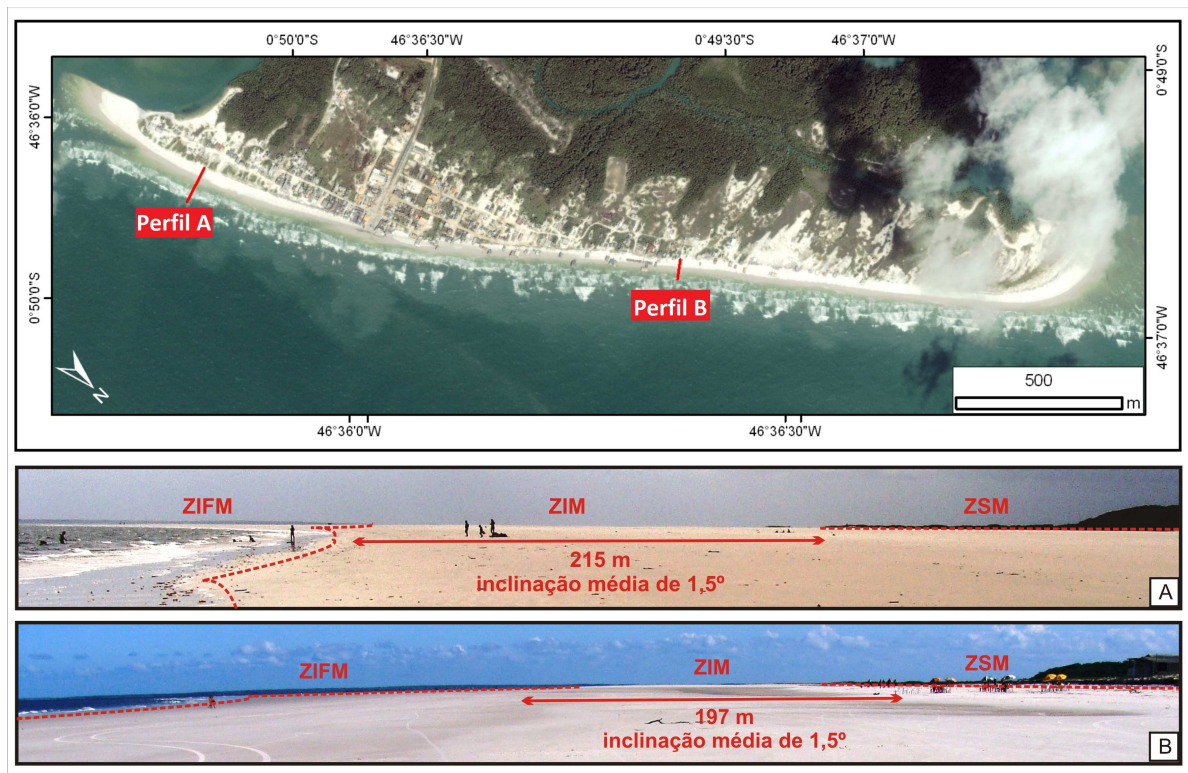 0°50'0"S
46°36'30"W
0°49'30"S
46°37'0"W
0°49'0"S
46°36'0"W
Perfil A
0°50'0"S
Perfil B
46°37'0"W
N
500
m
46°36'0"W
46°36'30"W
ZIFM
ZIM
ZSM
215 m
inclinação média de 1,5º
A
ZIFM
ZIM
ZSM
197 m
inclinação média de 1,5º
B